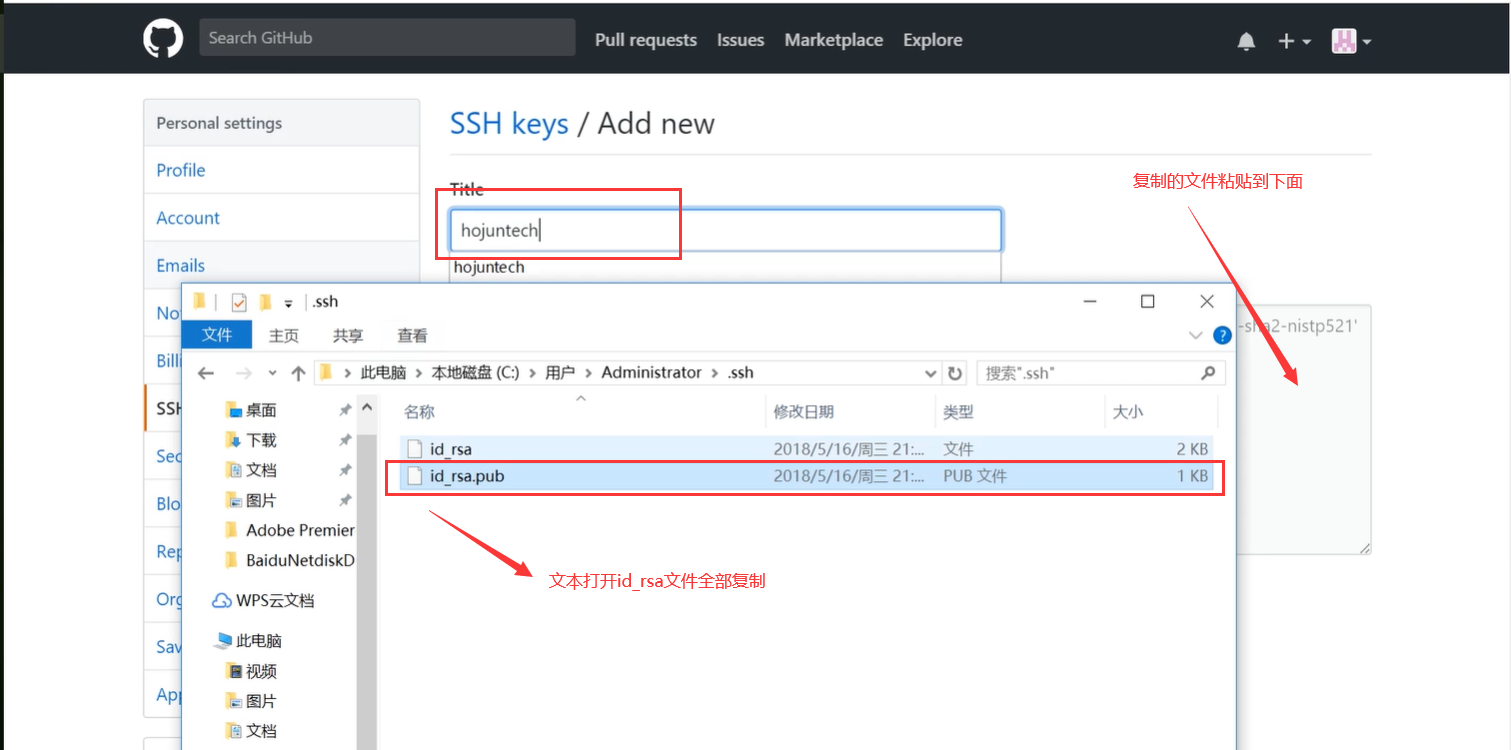 Search GitHub
Pull requests Issues Marketplace Explore
Personal settings
Profile
Account
Emails
No
Billi
SSH
Sec
Blo
Rep
Org
Sav
App
SSH keys / Add new
Title
hojuntech
hojuntech
复制的文件粘贴到下面
-sha2-nistp521'
.ssh
文件 主页 共享 查看
此电脑 > 本地磁盘 (C:) > 用户 > Administrator > .ssh
搜索".ssh"
桌面
下载
文档
图片
Adobe Premier
BaiduNetdiskD
WPS云文档
此电脑
视频
图片
文档
名称 修改日期 类型 大小
id_rsa 2018/5/16/周三 21:... 文件 2 KB
id_rsa.pub 2018/5/16/周三 21:... PUB 文件 1 KB
文本打开id_rsa文件全部复制